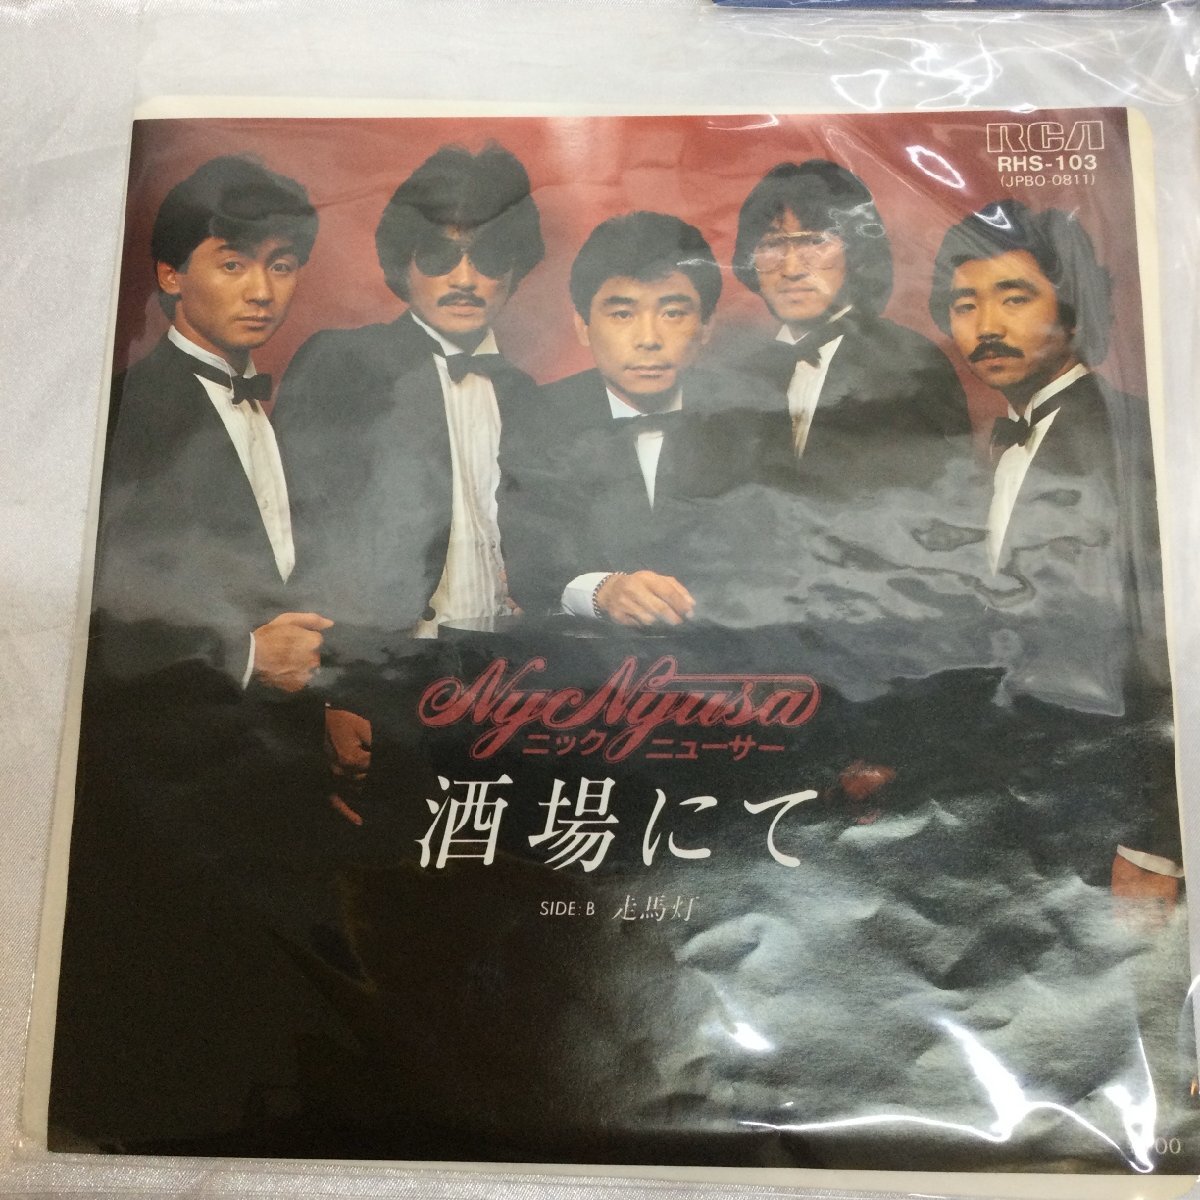 RCA
RHS-103
(JPBO-0811)
NycNyusa
ニック ニューサー
酒場にて
SIDE: B 走馬灯